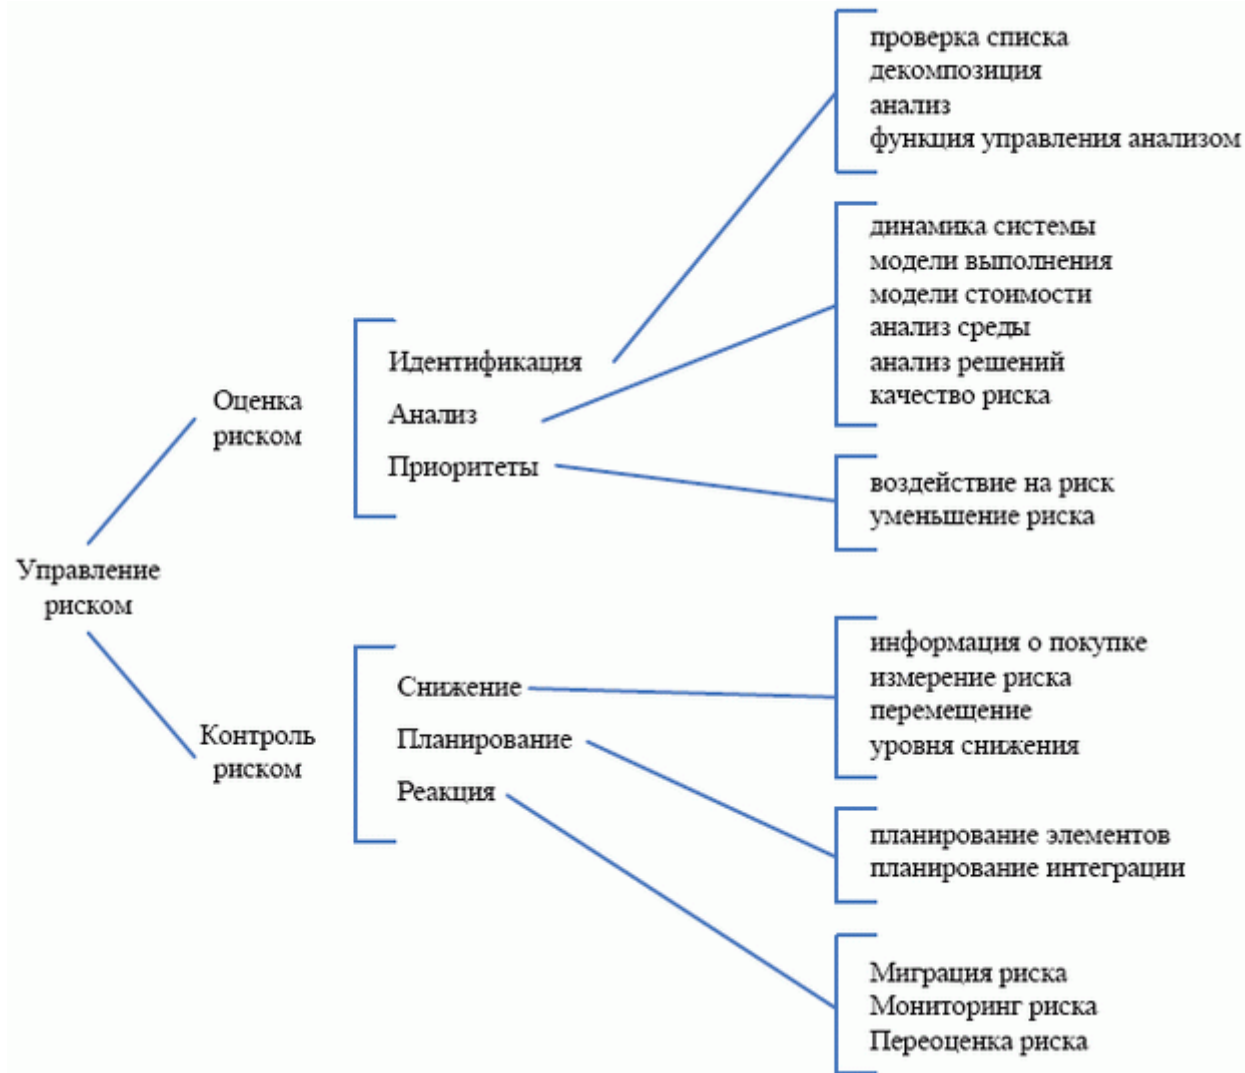 Управление
риском
Оценка
риском
Идентификация
Анализ
Приоритеты
проверка списка
декомпозиция
анализ
функция управления анализом
динамика системы
модели выполнения
модели стоимости
анализ среды
анализ решений
качество риска
воздействие на риск
уменьшение риска
Контроль
риском
Снижение
Планирование
Реакция
информация о покупке
измерение риска
перемещение
уровня снижения
планирование элементов
планирование интеграции
Миграция риска
Мониторинг риска
Переоценка риска